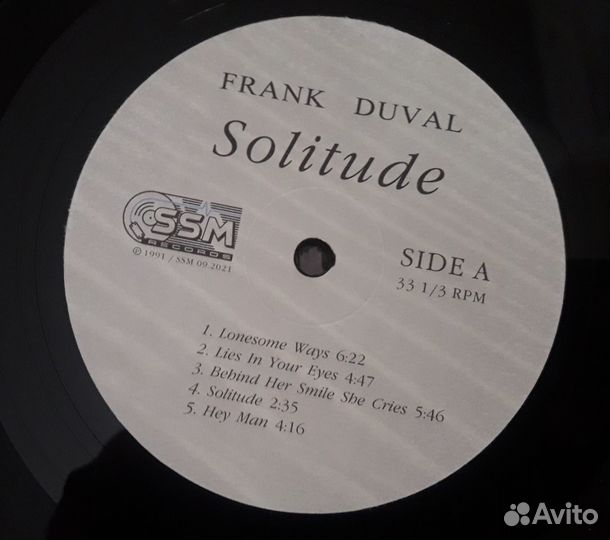 FRANK DUVAL
Solitude
SSM
RECORDS
℗ 1991 / SSM 09.2021
SIDE A
33 1/3 RPM
1. Lonesome Ways 6:22
2. Lies In Your Eyes 4:47
3. Behind Her Smile She Cries 5:46
4. Solitude 2:35
5. Hey Man 4:16
Avito